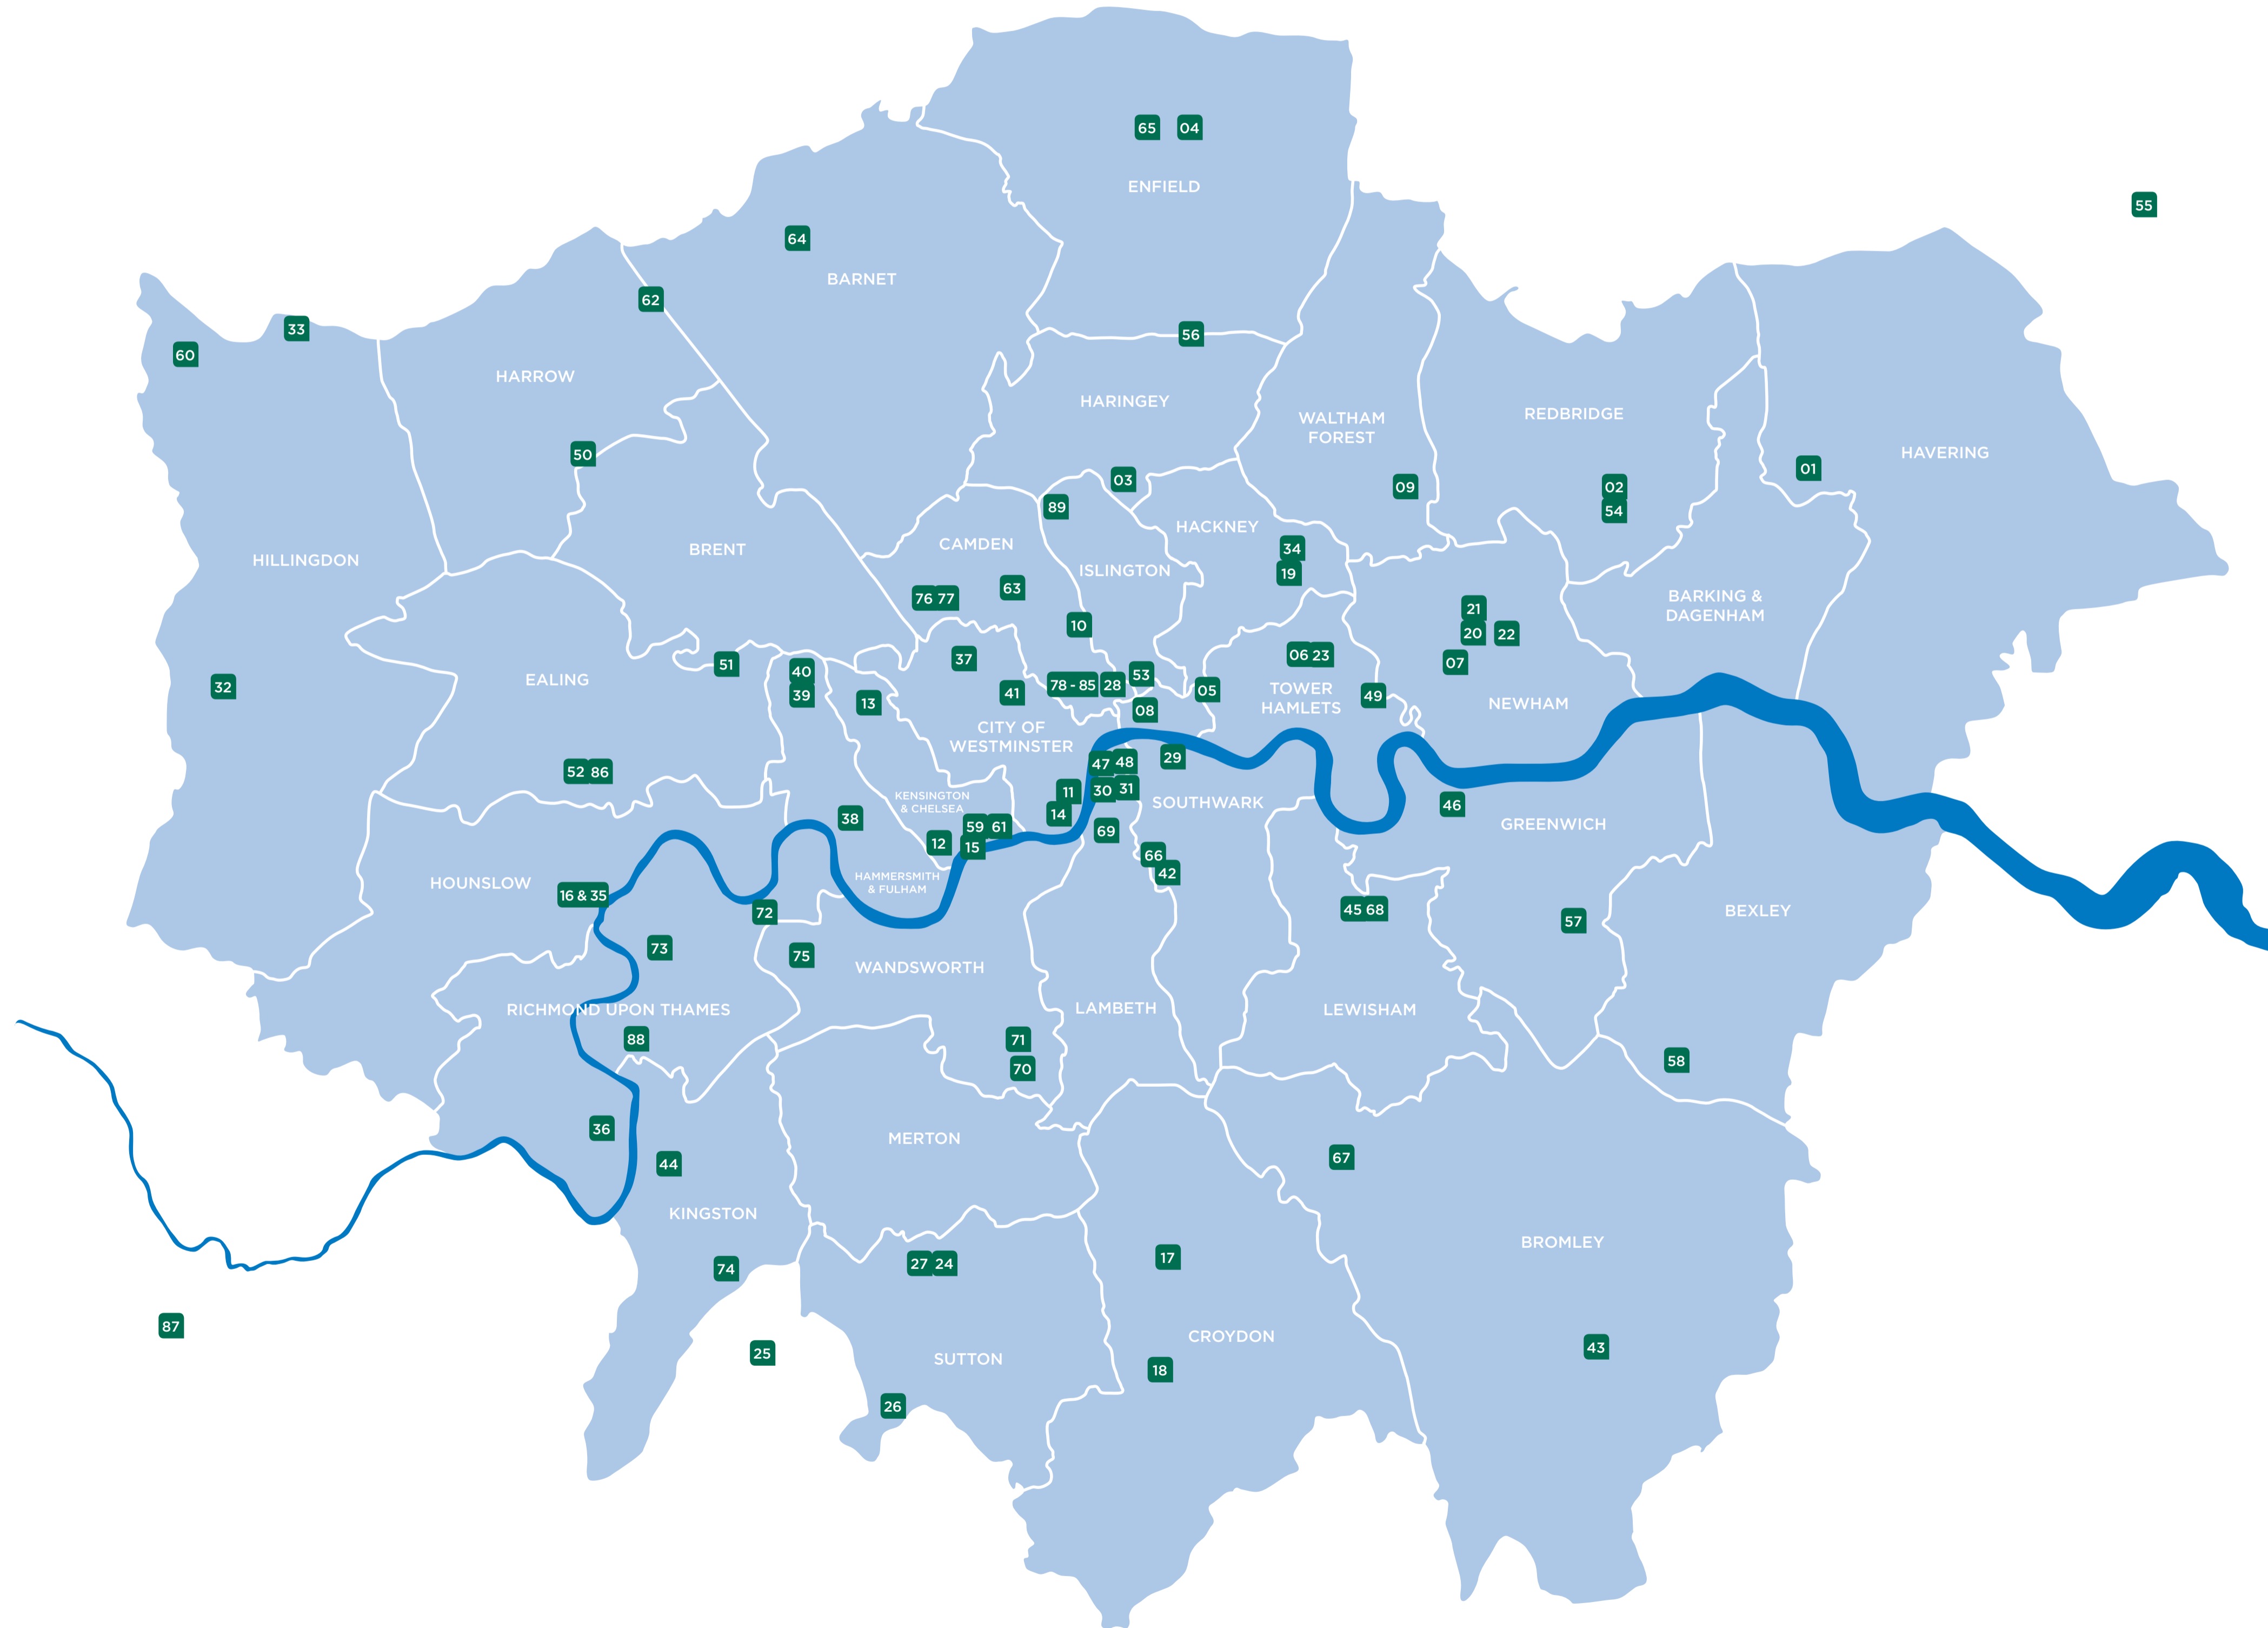 65 04
ENFIELD
55
64
BARNET
62
33
60
56
HARROW
HARINGEY
WALTHAM
FOREST
REDBRIDGE
HAVERING
50
01
03
09
02
89
54
HACKNEY
CAMDEN
BRENT
34
HILLINGDON
ISLINGTON
19
63
76 77
BARKING &
DAGENHAM
21
10
20 22
51
37
06 23
07
40
53
EALING
32
39
41
78 - 85 28
05
TOWER
HAMLETS
49
13
08
NEWHAM
CITY OF
WESTMINSTER
29
47 48
52 86
11
30 31
KENSINGTON
& CHELSEA
SOUTHWARK
46
14
38
59 61
69
GREENWICH
12
15
66
42
HOUNSLOW
HAMMERSMITH
& FULHAM
16 & 35
72
45 68
57
BEXLEY
73
75
WANDSWORTH
RICHMOND UPON THAMES
LAMBETH
LEWISHAM
88
71
70
58
36
MERTON
44
67
KINGSTON
BROMLEY
74
27 24
17
87
25
SUTTON
CROYDON
43
18
26